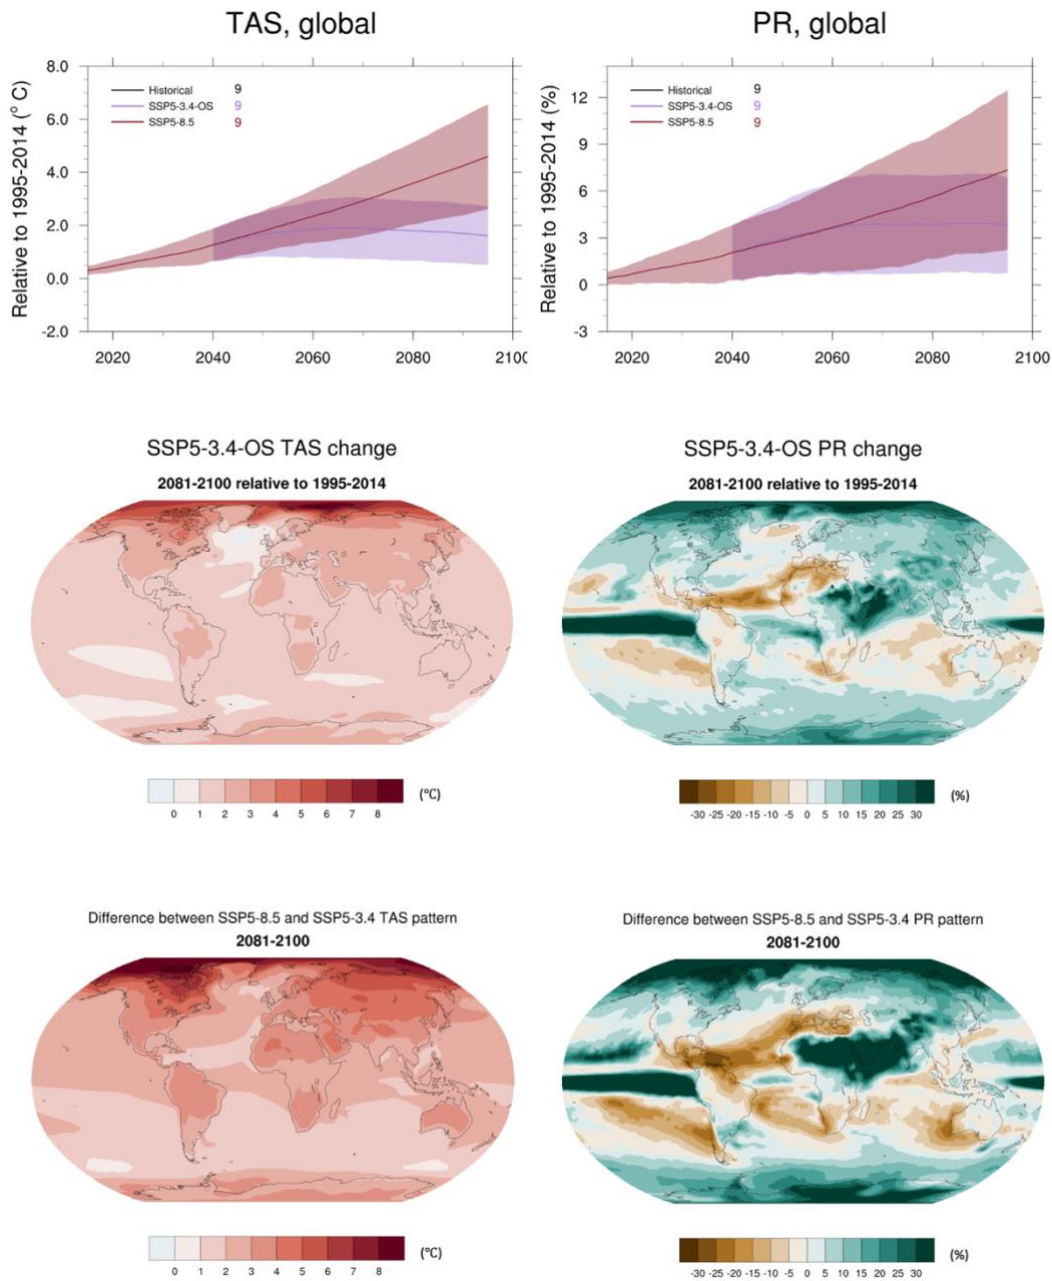 TAS, global
Relative to 1995-2014 (° C)
8.0
6.0
4.0
2.0
0.0
-2.0
Historical 9
SSP5-3.4-OS 9
SSP5-8.5 9
2020 2040 2060 2080 2100
PR, global
Relative to 1995-2014 (%)
12
9
6
3
0
-3
Historical 9
SSP5-3.4-OS 9
SSP5-8.5 9
2020 2040 2060 2080 2100
SSP5-3.4-OS TAS change
2081-2100 relative to 1995-2014
0 1 2 3 4 5 6 7 8 (°C)
SSP5-3.4-OS PR change
2081-2100 relative to 1995-2014
-30 -25 -20 -15 -10 -5 0 5 10 15 20 25 30 (%)
Difference between SSP5-8.5 and SSP5-3.4 TAS pattern
2081-2100
0 1 2 3 4 5 6 7 8 (°C)
Difference between SSP5-8.5 and SSP5-3.4 PR pattern
2081-2100
-30 -25 -20 -15 -10 -5 0 5 10 15 20 25 30 (%)